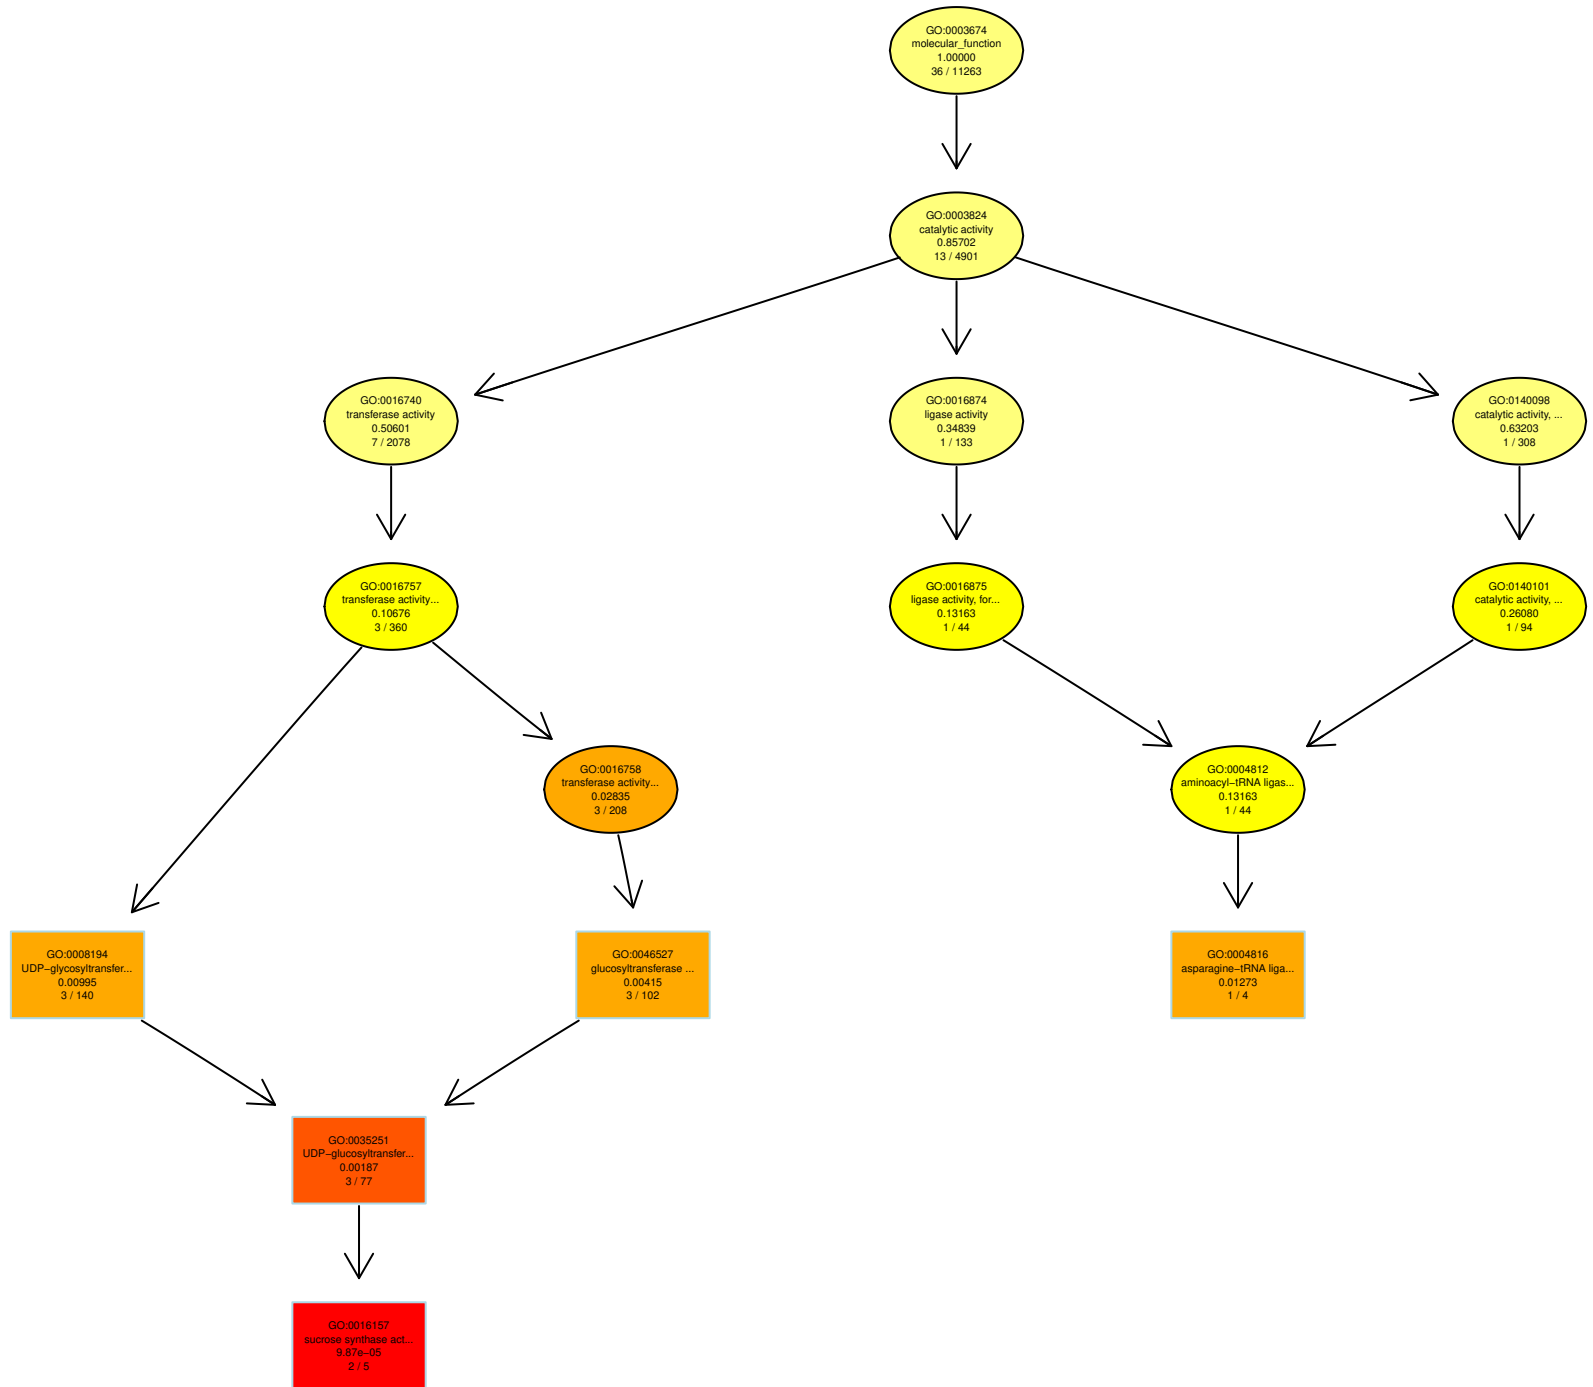 GO:0003674
molecular_function
1.00000
36 / 11263
GO:0003824
catalytic activity
0.85702
13 / 4901
GO:0016740
transferase activity
0.50601
7 / 2078
GO:0016874
ligase activity
0.34839
1 / 133
GO:0140098
catalytic activity, ...
0.63203
1 / 308
GO:0016757
transferase activity...
0.10676
3 / 360
GO:0016875
ligase activity, for...
0.13163
1 / 44
GO:0140101
catalytic activity, ...
0.26080
1 / 94
GO:0016758
transferase activity...
0.02835
3 / 208
GO:0004812
aminoacyl−tRNA ligas...
0.13163
1 / 44
GO:0008194
UDP−glycosyltransfer...
0.00995
3 / 140
GO:0046527
glucosyltransferase ...
0.00415
3 / 102
GO:0004816
asparagine−tRNA liga...
0.01273
1 / 4
GO:0035251
UDP−glucosyltransfer...
0.00187
3 / 77
GO:0016157
sucrose synthase act...
9.87e−05
2 / 5